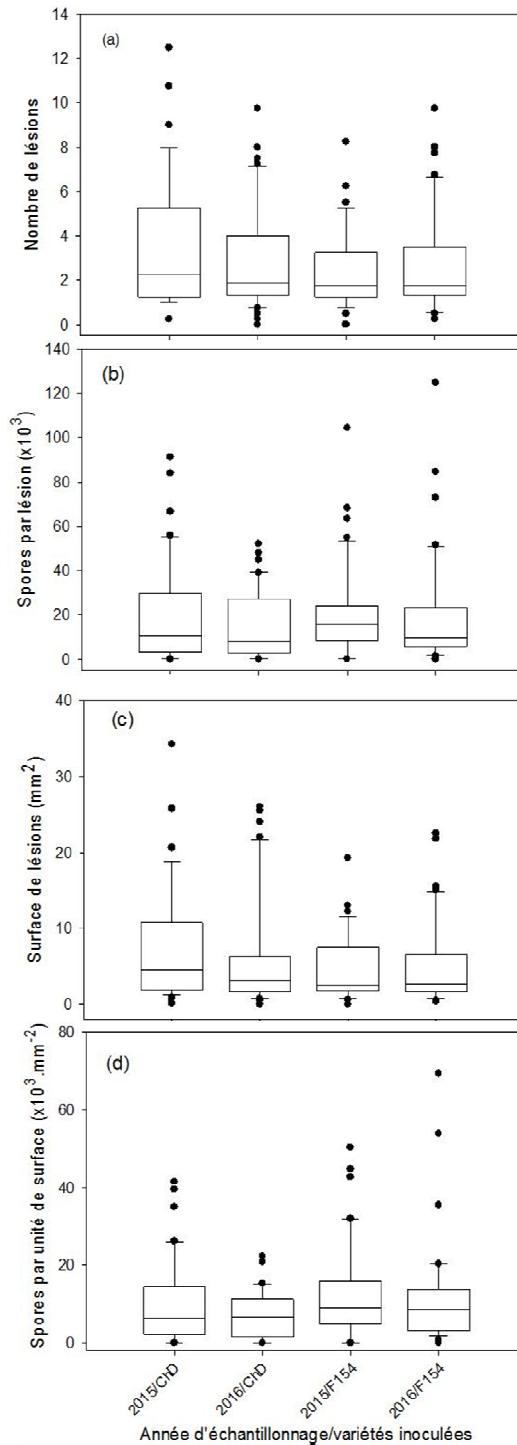 (a)
Nombre de lésions
14
12
10
8
6
4
2
0
(b)
Spores par lésion (x10³)
140
120
100
80
60
40
20
0
(c)
Surface de lésions (mm²)
40
30
20
10
0
(d)
Spores par unité de surface (x10³.mm⁻²)
80
60
40
20
0
2015/ChD
2016/ChD
2015/F154
2016/F154
Année d'échantillonnage/variétés inoculées